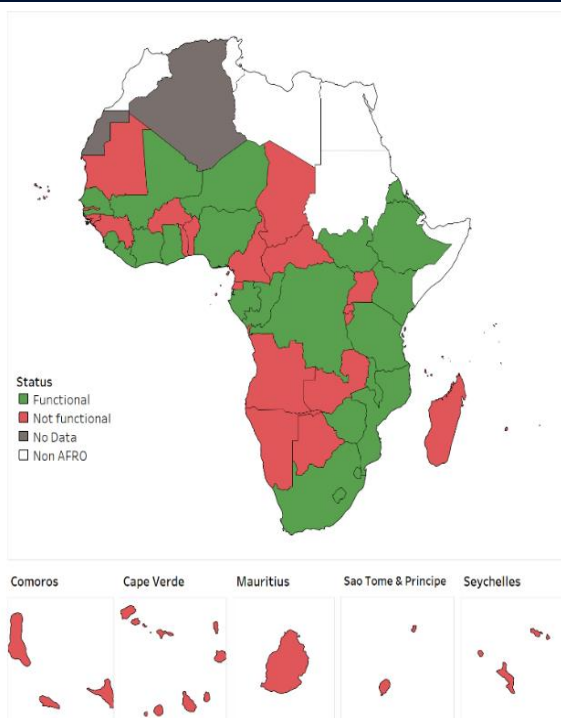 Status
Functional
Not functional
No Data
Non AFRO
Comoros
Cape Verde
Mauritius
Sao Tome & Principe
Seychelles